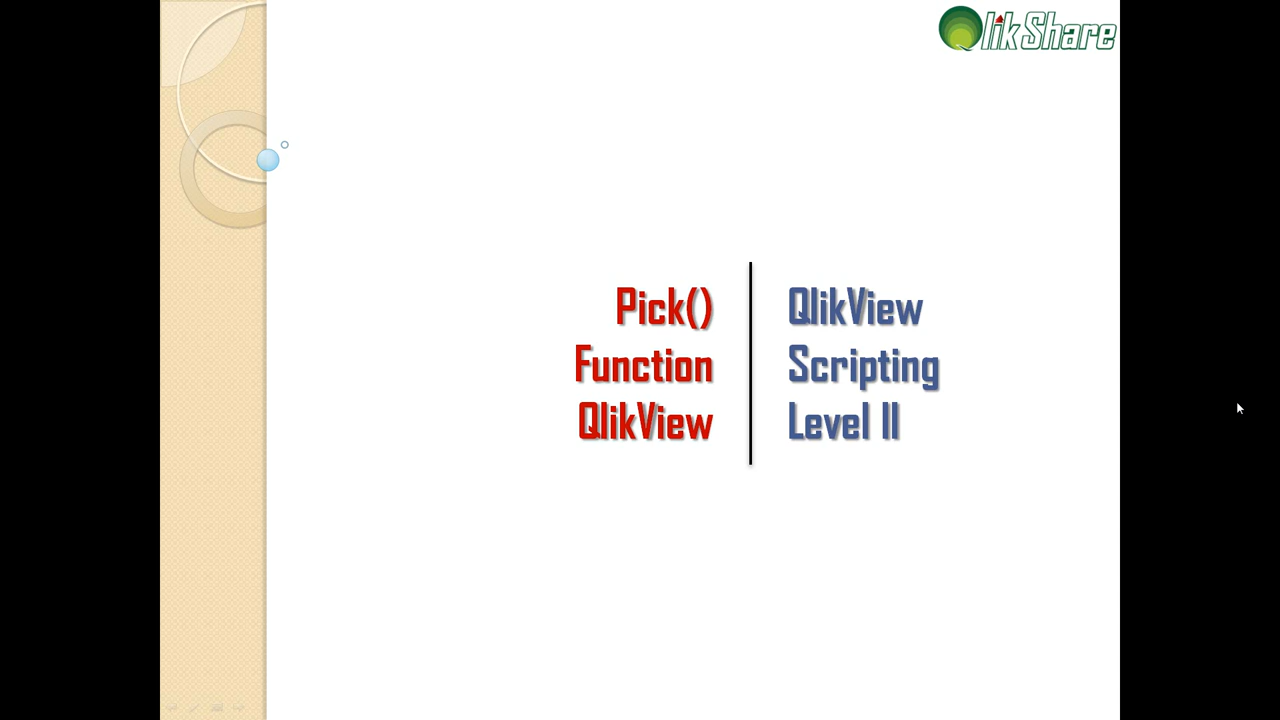 QlikShare
Pick()
Function
QlikView
QlikView
Scripting
Level II